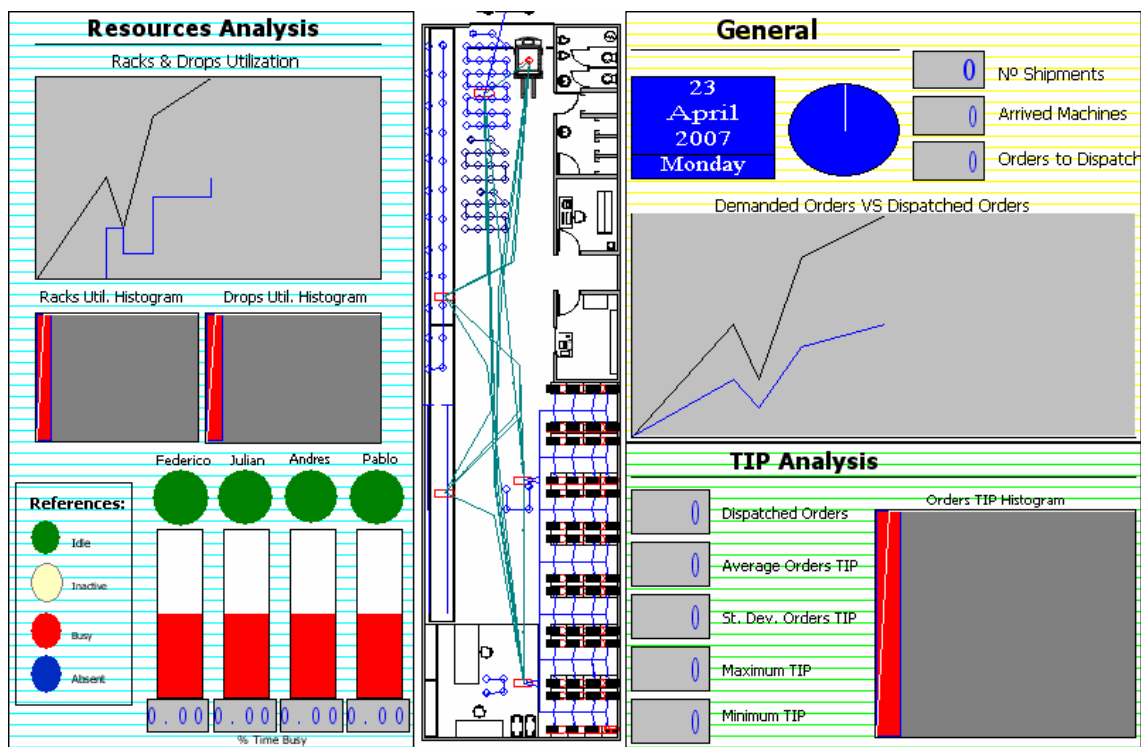 Resources Analysis
Racks & Drops Utilization
Racks Util. Histogram
Drops Util. Histogram
Federico
Julian
Andres
Pablo
References:
Idle
Inactive
Busy
Absent
0.00
0.00
0.00
0.00
% Time Busy
General
23
April
2007
Monday
0
Nº Shipments
0
Arrived Machines
0
Orders to Dispatch
Demanded Orders VS Dispatched Orders
TIP Analysis
0
Dispatched Orders
0
Average Orders TIP
0
St. Dev. Orders TIP
0
Maximum TIP
0
Minimum TIP
Orders TIP Histogram